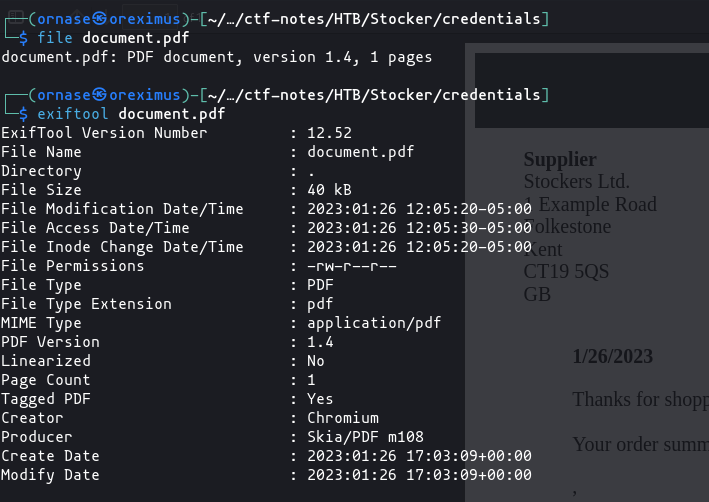 ┌──(ornase㉿oreximus)-[~/…/ctf-notes/HTB/Stocker/credentials]
└─$ file document.pdf
document.pdf: PDF document, version 1.4, 1 pages
┌──(ornase㉿oreximus)-[~/…/ctf-notes/HTB/Stocker/credentials]
└─$ exiftool document.pdf
ExifTool Version Number : 12.52
File Name : document.pdf
Directory : .
File Size : 40 kB
File Modification Date/Time : 2023:01:26 12:05:20-05:00
File Access Date/Time : 2023:01:26 12:05:30-05:00
File Inode Change Date/Time : 2023:01:26 12:05:20-05:00
File Permissions : -rw-r--r--
File Type : PDF
File Type Extension : pdf
MIME Type : application/pdf
PDF Version : 1.4
Linearized : No
Page Count : 1
Tagged PDF : Yes
Creator : Chromium
Producer : Skia/PDF m108
Create Date : 2023:01:26 17:03:09+00:00
Modify Date : 2023:01:26 17:03:09+00:00
Supplier
Stockers Ltd.
1 Example Road
Folkestone
Kent
CT19 5QS
GB
1/26/2023
Thanks for
Your order
,